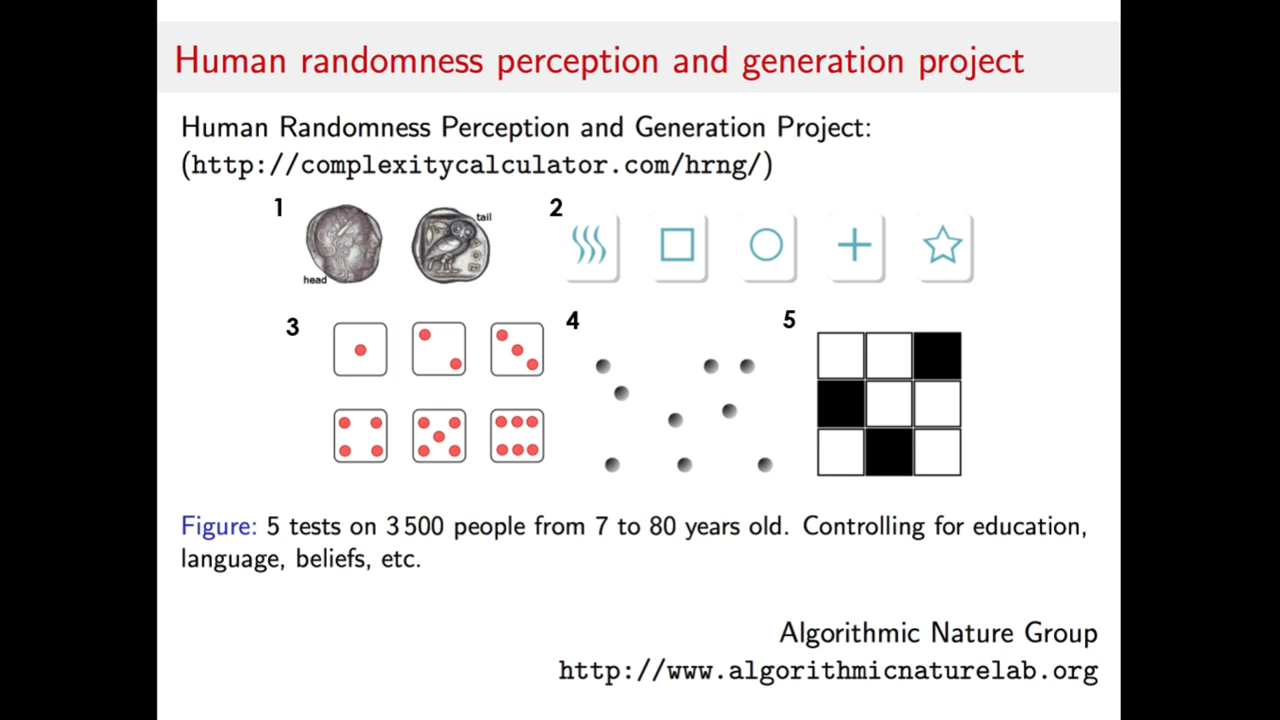 Human randomness perception and generation project
Human Randomness Perception and Generation Project:
(http://complexitycalculator.com/hrng/)
1
head
tail
2
3
4
5
Figure: 5 tests on 3 500 people from 7 to 80 years old. Controlling for education,
language, beliefs, etc.
Algorithmic Nature Group
http://www.algorithmicnaturelab.org